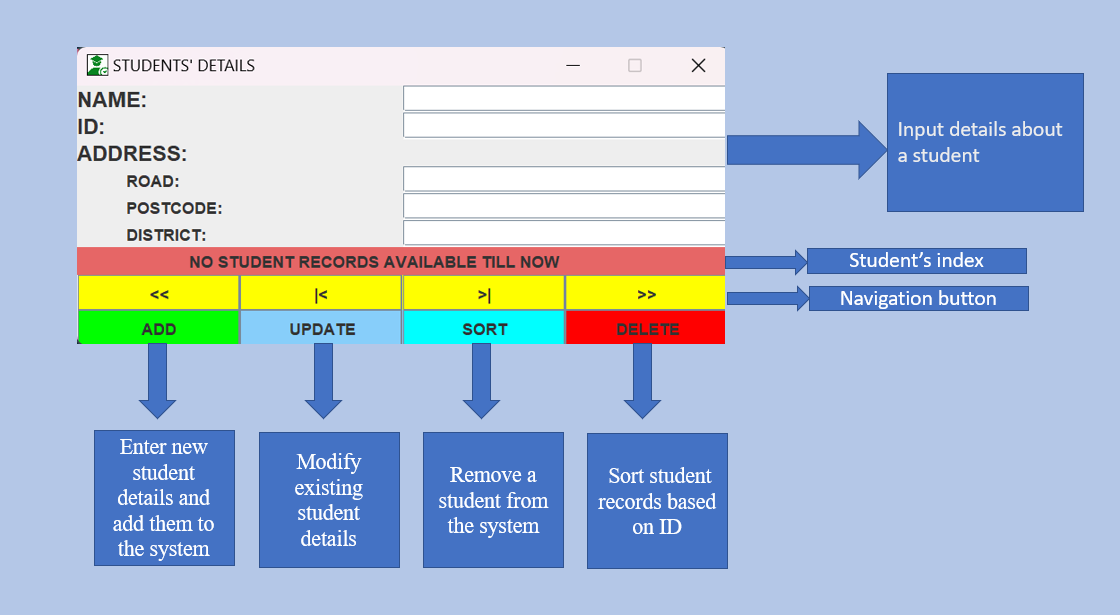 STUDENTS' DETAILS
NAME:
ID:
ADDRESS:
ROAD:
POSTCODE:
DISTRICT:
NO STUDENT RECORDS AVAILABLE TILL NOW
<< |< >| >>
ADD UPDATE SORT DELETE
Input details about
a student
Student’s index
Navigation button
Enter new
student
details and
add them to
the system
Modify
existing
student
details
Remove a
student from
the system
Sort student
records based
on ID